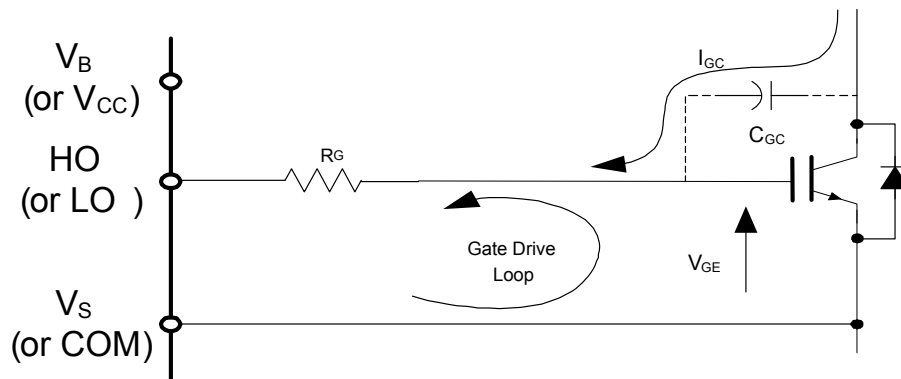 V_B
(or V_CC)
HO
(or LO )
V_S
(or COM)
R_G
Gate Drive
Loop
I_GC
C_GC
V_GE